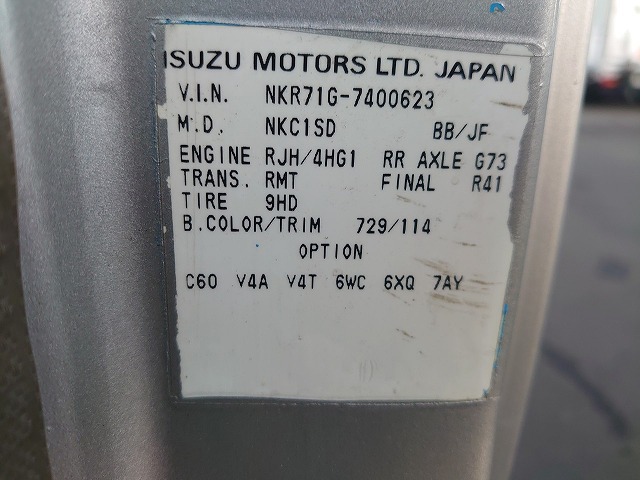 ISUZU MOTORS LTD. JAPAN
V.I.N. NKR71G-7400623
M.D. NKC1SD BB/JF
ENGINE RJH/4HG1 RR AXLE G73
TRANS. RMT FINAL R41
TIRE 9HD
B.COLOR/TRIM 729/114
OPTION
C60 V4A V4T 6WC 6XQ 7AY